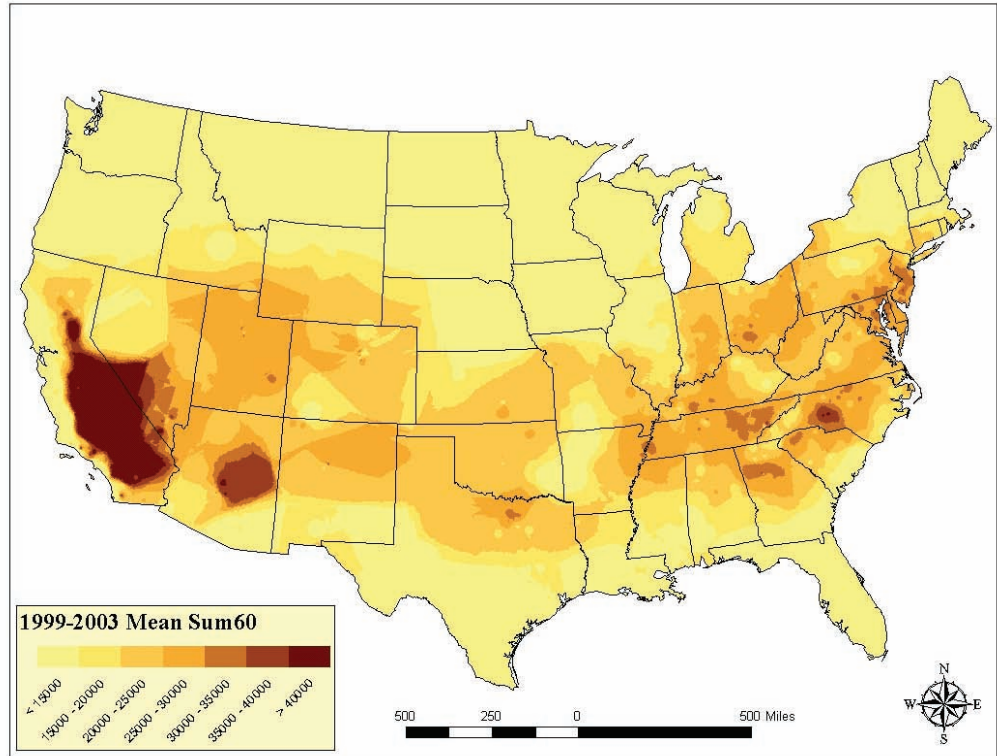 1999-2003 Mean Sum60
< 15000
15000 - 20000
20000 - 25000
25000 - 30000
30000 - 35000
35000 - 40000
> 40000
500 250 0 500 Miles
N
W E
S